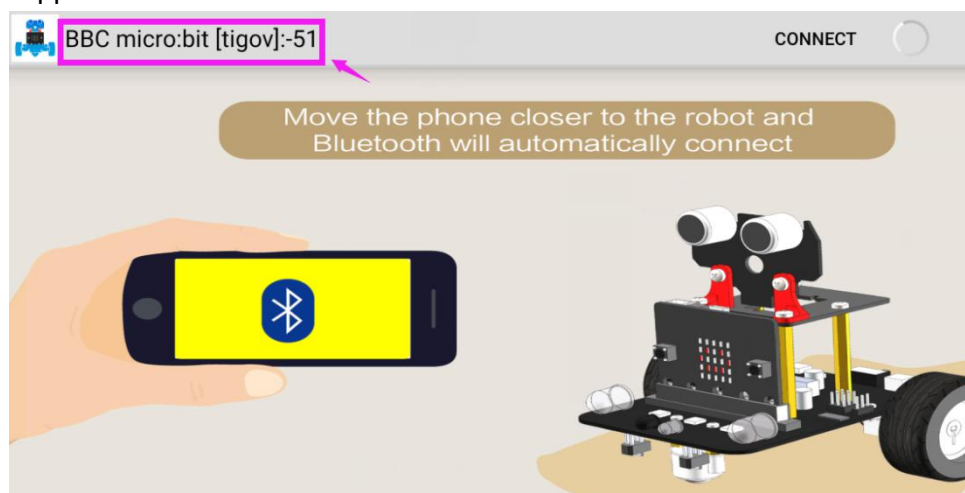 BBC micro:bit [tigov]:-51
CONNECT
Move the phone closer to the robot and
Bluetooth will automatically connect